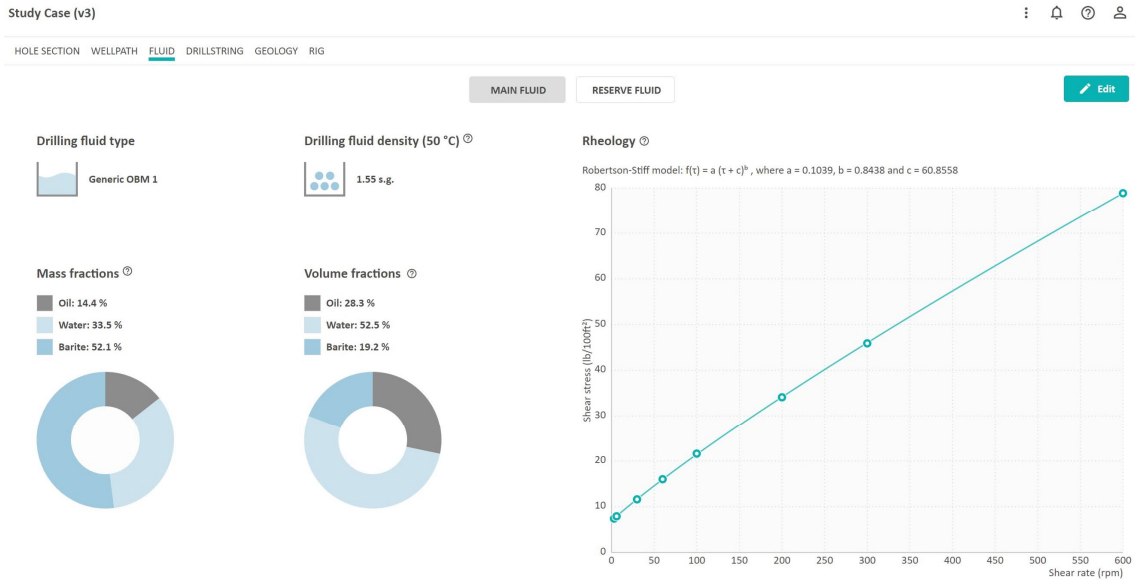 Study Case (v3)
HOLE SECTION WELLPATH FLUID DRILLSTRING GEOLOGY RIG
MAIN FLUID RESERVE FLUID Edit
Drilling fluid type
Generic OBM 1
Drilling fluid density (50 °C) ?
1.55 s.g.
Mass fractions ?
Oil: 14.4 %
Water: 33.5 %
Barite: 52.1 %
Volume fractions ?
Oil: 28.3 %
Water: 52.5 %
Barite: 19.2 %
Rheology ?
Robertson-Stiff model: f(τ) = a (τ + c)ᵇ , where a = 0.1039, b = 0.8438 and c = 60.8558
Shear stress (lb/100ft²)
80
70
60
50
40
30
20
10
0
0 50 100 150 200 250 300 350 400 450 500 550 600
Shear rate (rpm)